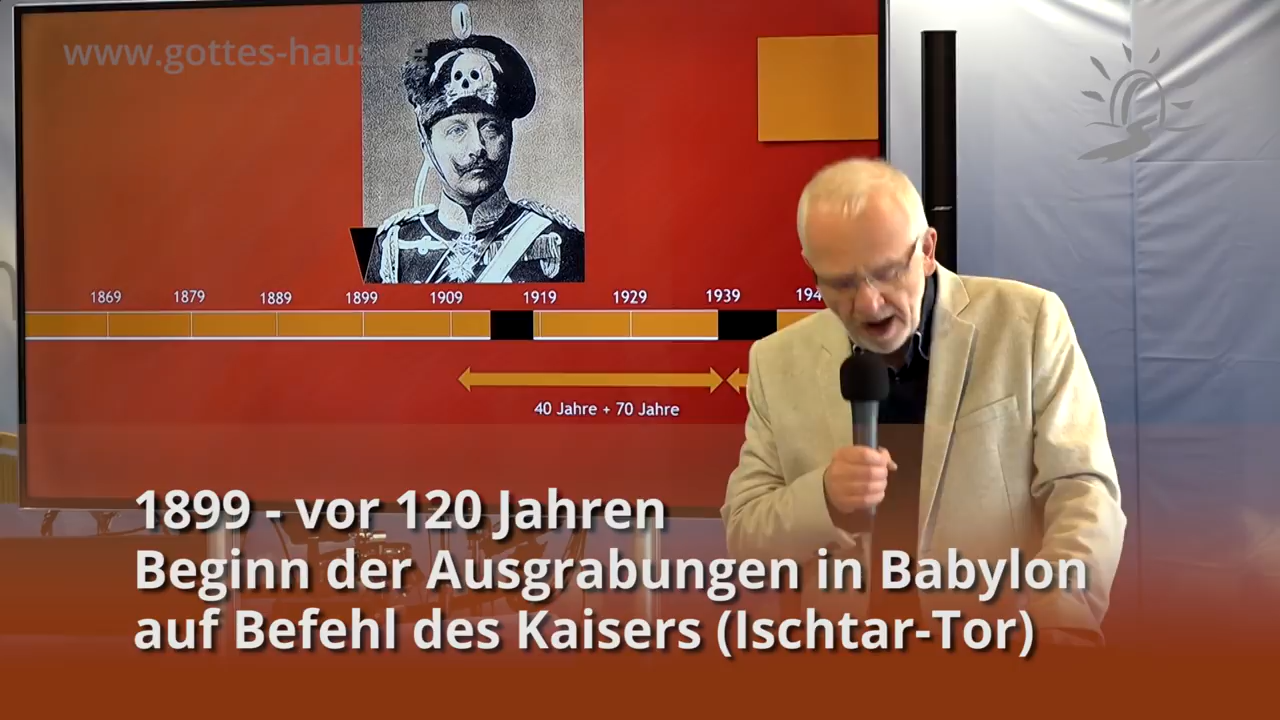 www.gottes-haus
1869 1879 1889 1899 1909 1919 1929 1939 194
40 Jahre + 70 Jahre
1899 - vor 120 Jahren
Beginn der Ausgrabungen in Babylon
auf Befehl des Kaisers (Ischtar-Tor)